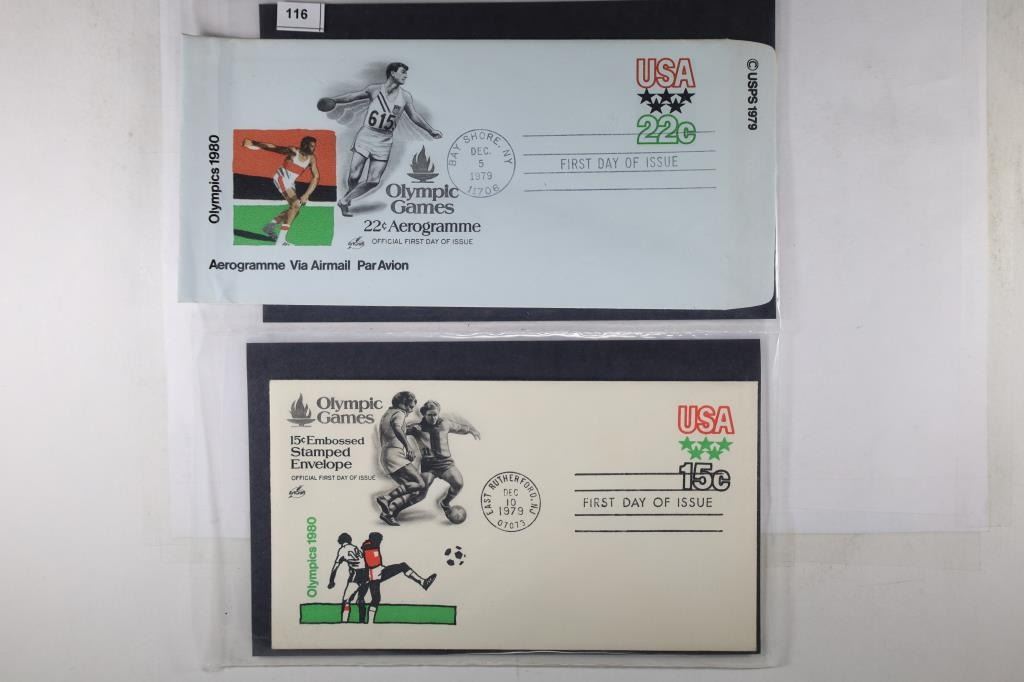 116
USA
22c
© USPS 1979
615
BAY SHORE, NY
DEC.
5
1979
11706
FIRST DAY OF ISSUE
Olympics 1980
Olympic
Games
22¢ Aerogramme
OFFICIAL FIRST DAY OF ISSUE
Aerogramme Via Airmail Par Avion
Olympic
Games
15¢ Embossed
Stamped
Envelope
OFFICIAL FIRST DAY OF ISSUE
USA
15c
EAST RUTHERFORD, NJ
DEC
10
1979
07073
FIRST DAY OF ISSUE
Olympics 1980